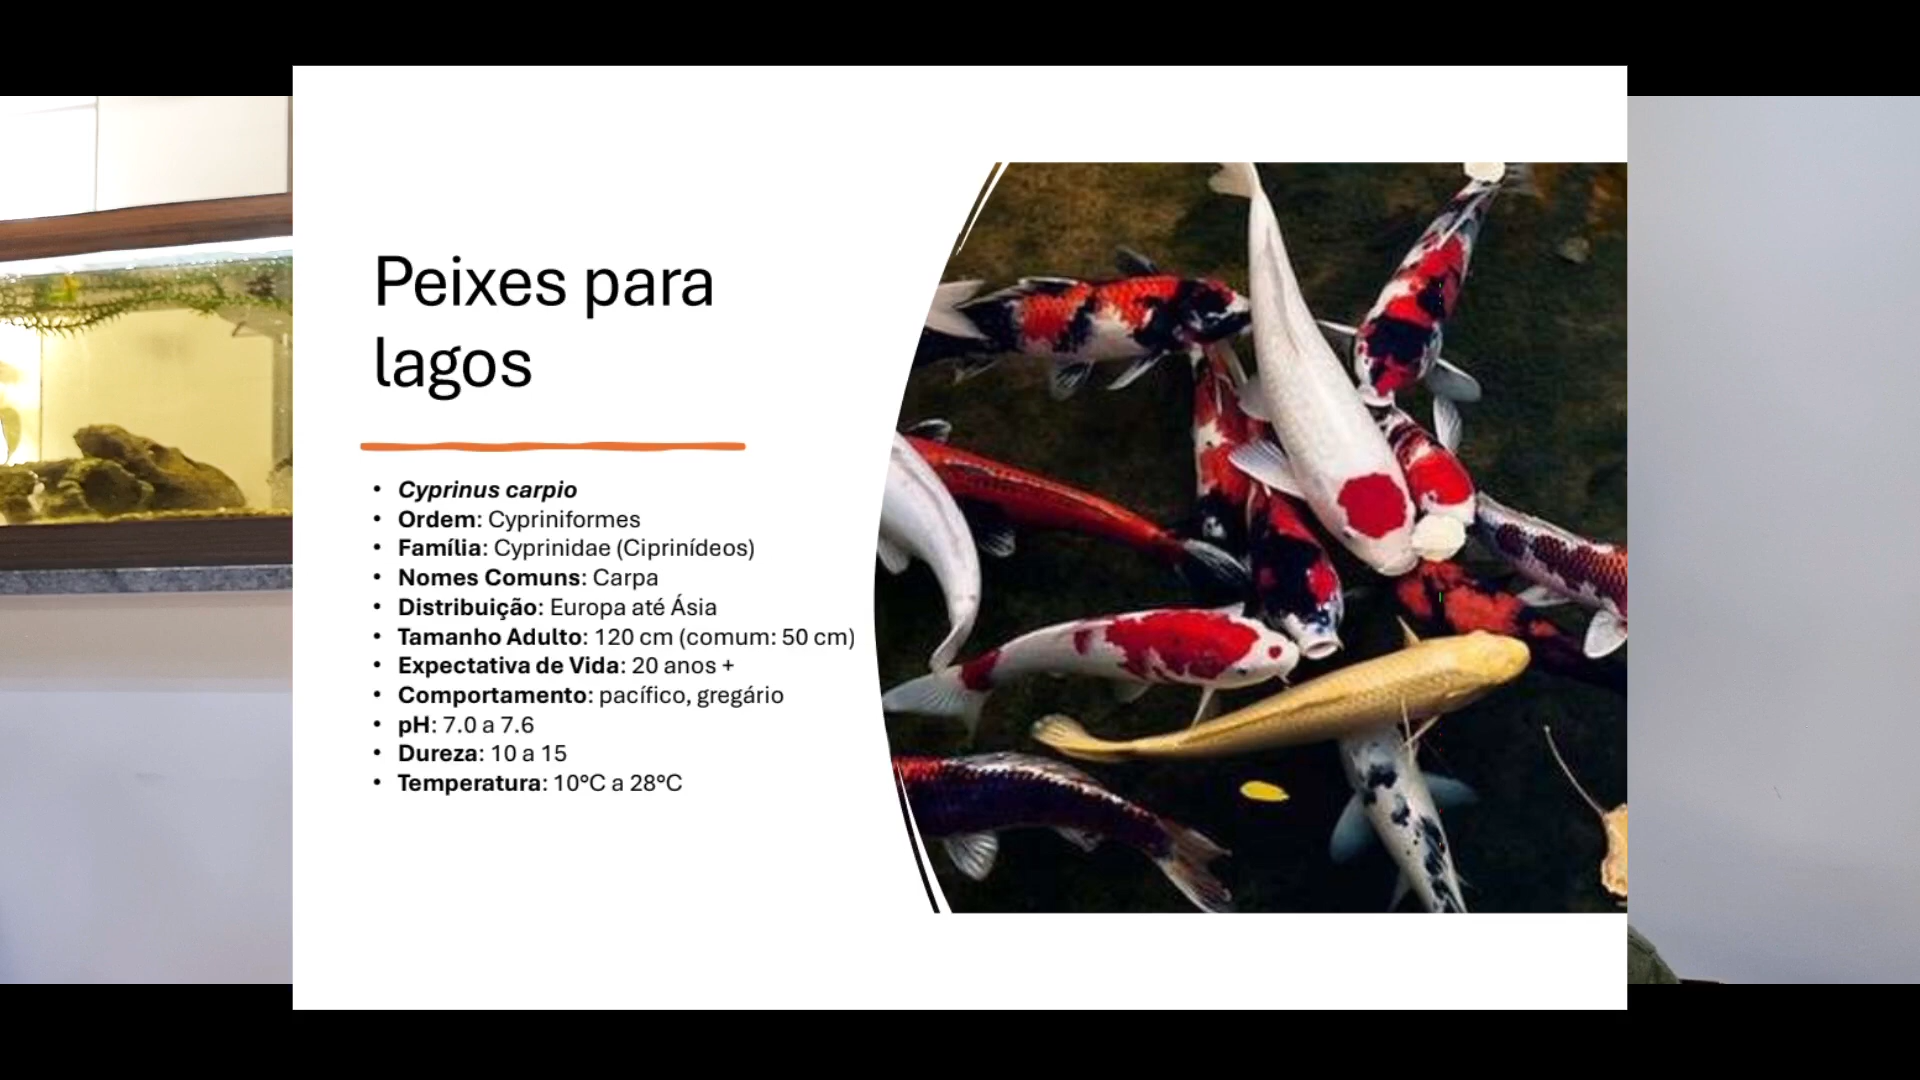 Peixes para
lagos
• Cyprinus carpio
• Ordem: Cypriniformes
• Família: Cyprinidae (Ciprinídeos)
• Nomes Comuns: Carpa
• Distribuição: Europa até Ásia
• Tamanho Adulto: 120 cm (comum: 50 cm)
• Expectativa de Vida: 20 anos +
• Comportamento: pacífico, gregário
• pH: 7.0 a 7.6
• Dureza: 10 a 15
• Temperatura: 10°C a 28°C